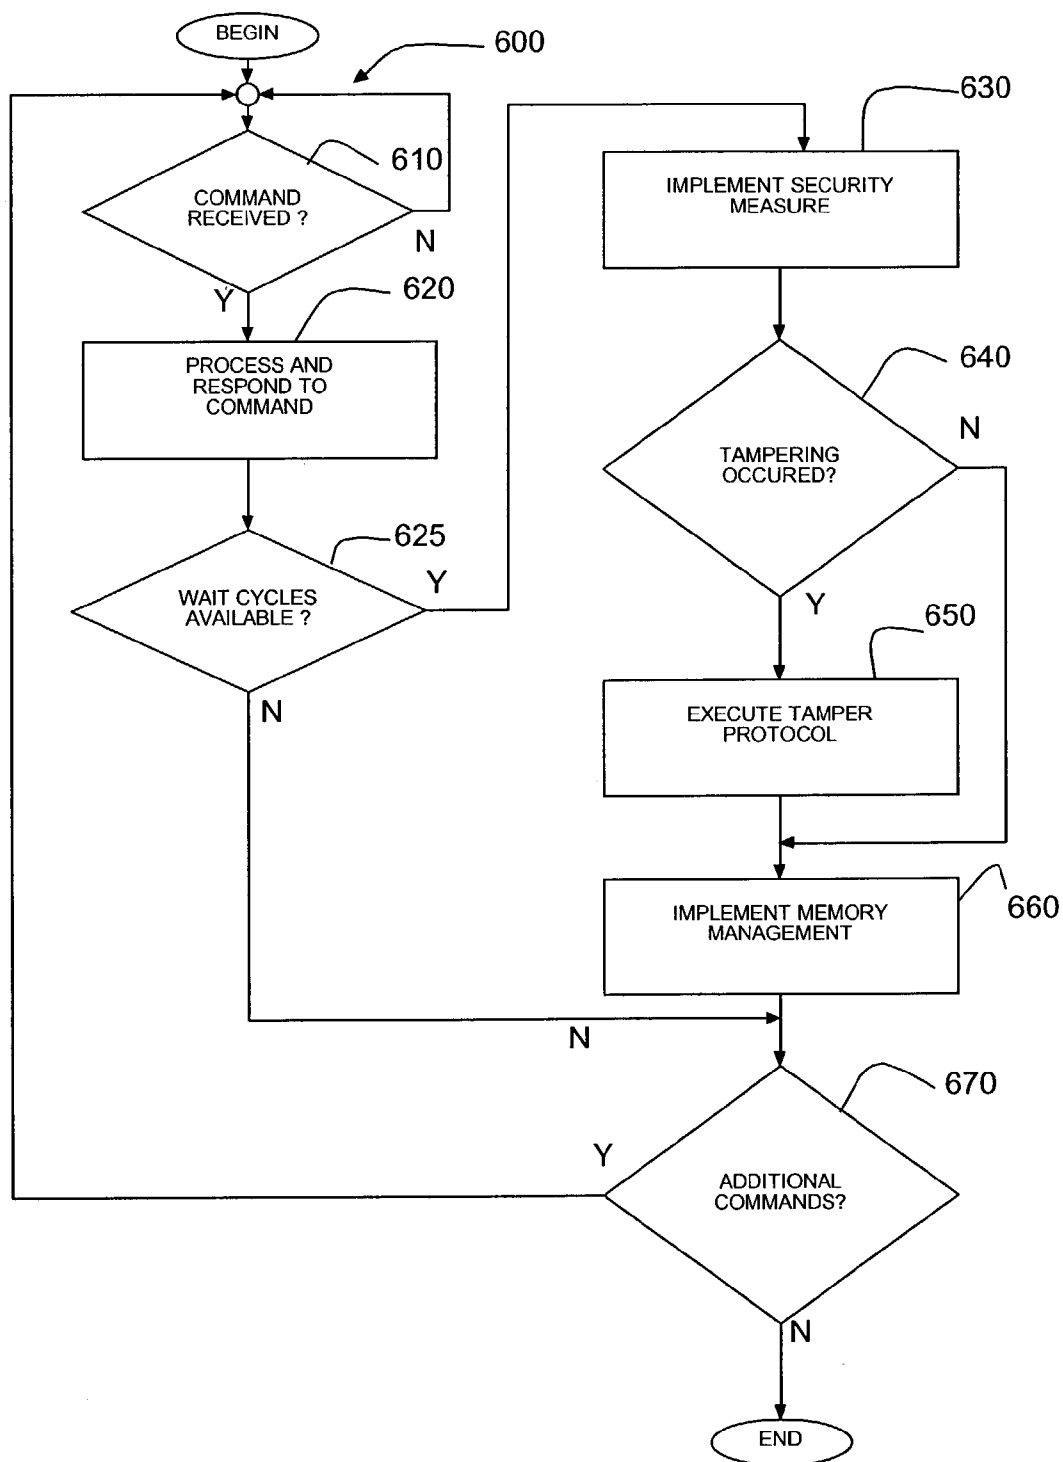 BEGIN
600
610
COMMAND
RECEIVED ?
N
Y
620
PROCESS AND
RESPOND TO
COMMAND
625
WAIT CYCLES
AVAILABLE ?
Y
N
630
IMPLEMENT SECURITY
MEASURE
640
TAMPERING
OCCURED?
N
Y
650
EXECUTE TAMPER
PROTOCOL
660
IMPLEMENT MEMORY
MANAGEMENT
N
670
ADDITIONAL
COMMANDS?
Y
N
END